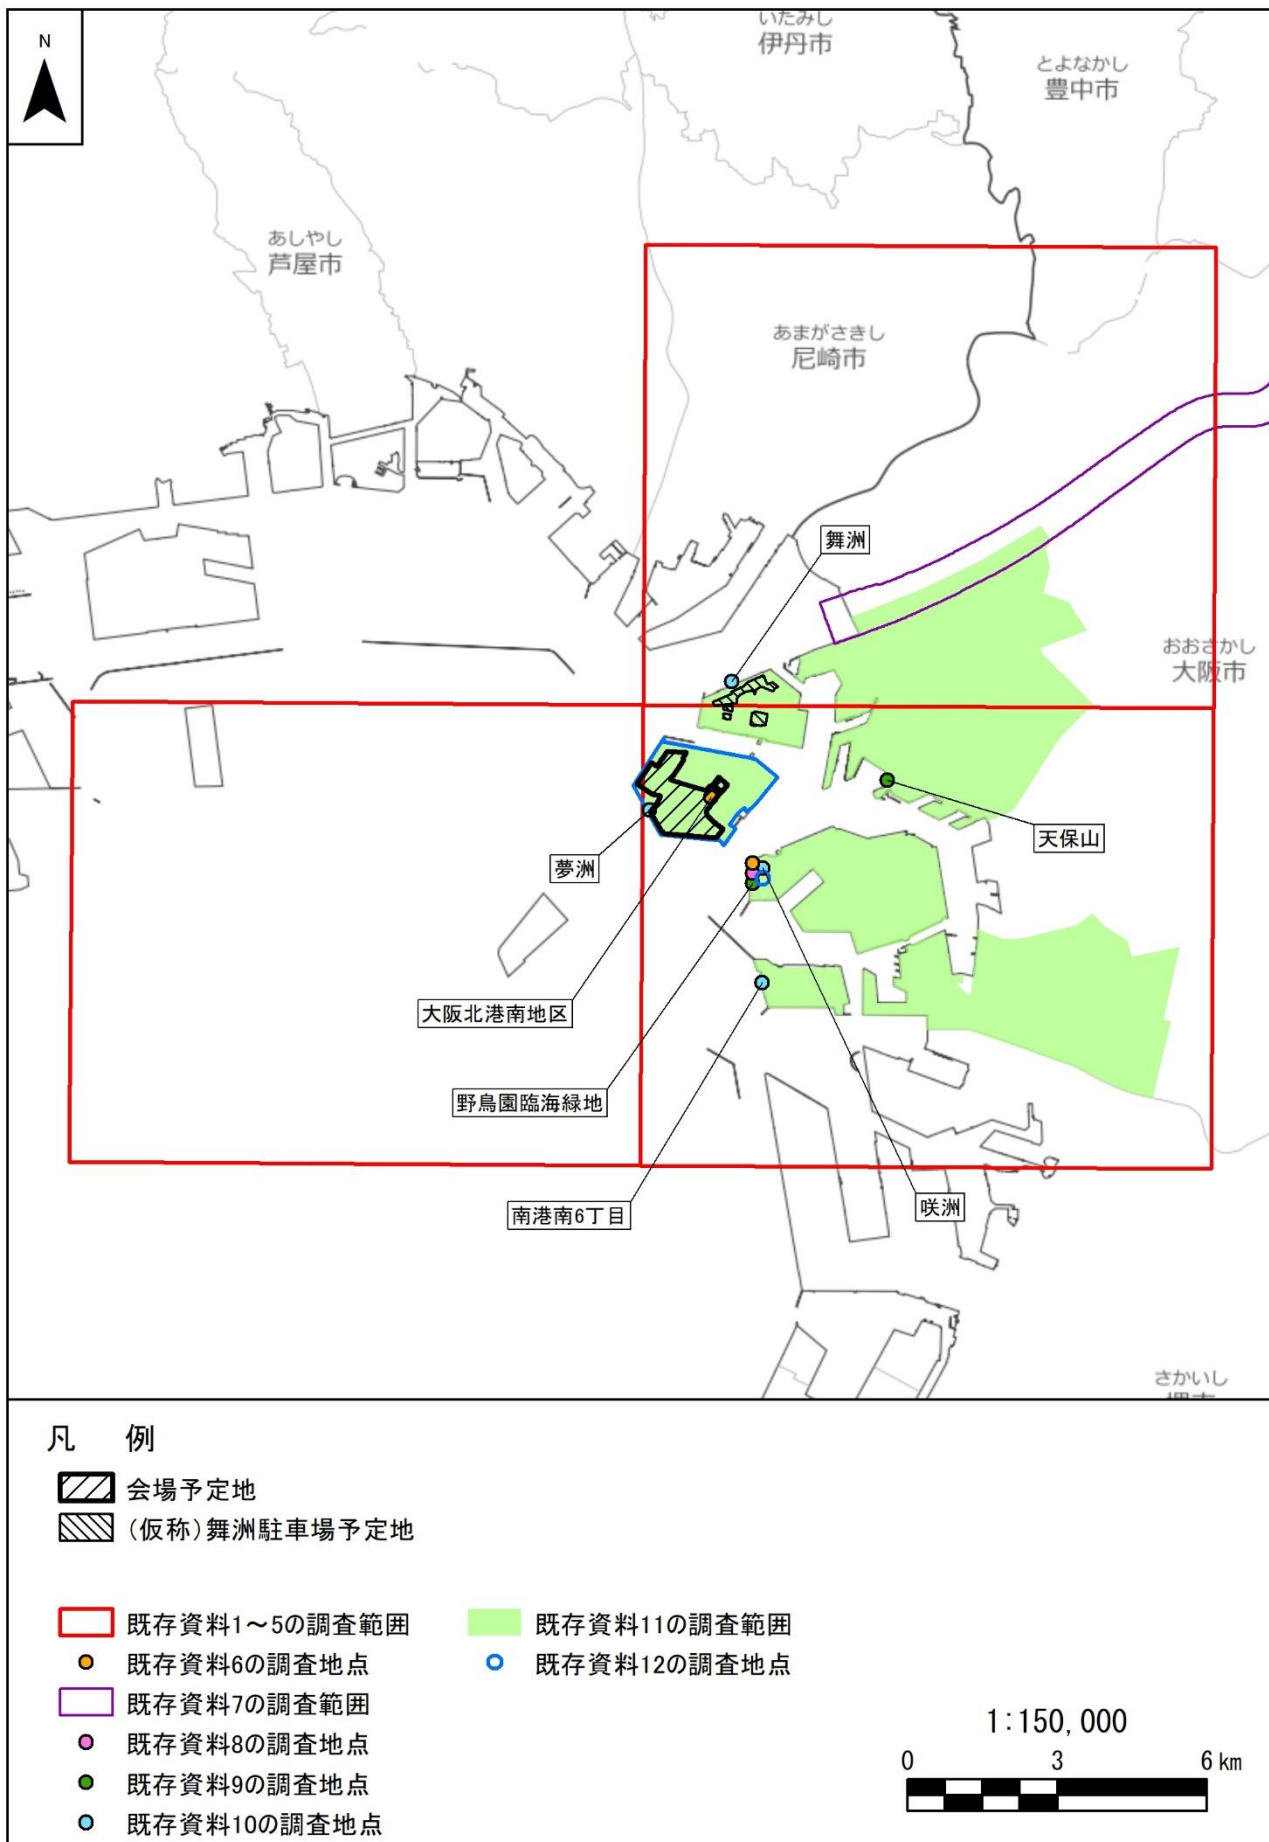 N
いたみし
伊丹市
とよなかし
豊中市
あしやし
芦屋市
あまがさきし
尼崎市
舞洲
おおさかし
大阪市
天保山
夢洲
大阪北港南地区
野鳥園臨海緑地
南港南6丁目
咲洲
さかいし
凡 例
会場予定地
(仮称)舞洲駐車場予定地
既存資料1～5の調査範囲
既存資料6の調査地点
既存資料7の調査範囲
既存資料8の調査地点
既存資料9の調査地点
既存資料10の調査地点
既存資料11の調査範囲
既存資料12の調査地点
1:150,000
0 3 6 km